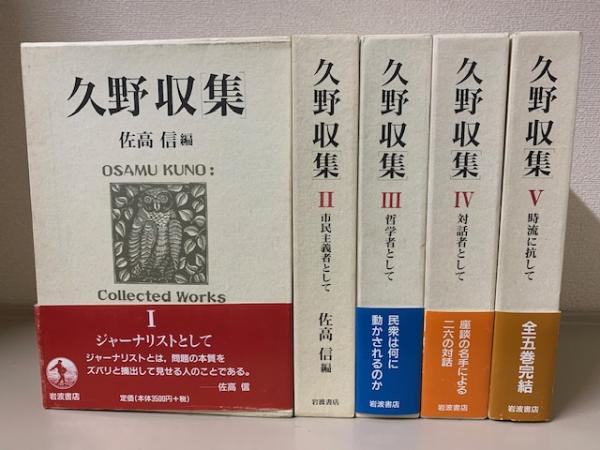 久野収「集」
佐高 信 編
OSAMU KUNO:
Collected Works
I
ジャーナリストとして
ジャーナリストとは，問題の本質を
ズバリと摘出して見せる人のことである。
——佐高 信
岩波書店
定価（本体3500円+税）
久野収「集」
II
市民主義者として
佐高 信 編
岩波書店
久野収「集」
III
哲学者として
民衆は何に
動かされるのか
岩波書店
久野収「集」
IV
対話者として
座談の名手による
二六の対話
岩波書店
久野収「集」
V
時流に抗して
全五巻完結
岩波書店